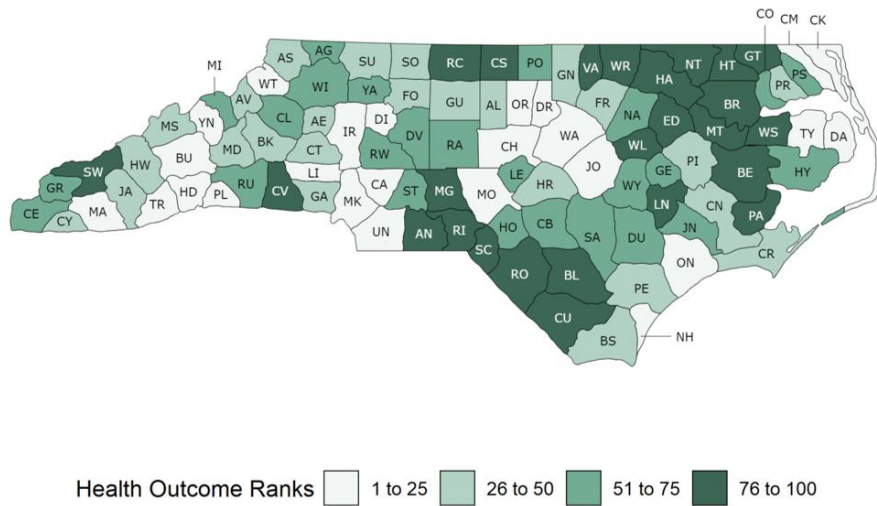 CO CM CK
MI AS AG SU SO RC CS PO GN VA WR HA NT HT GT PS
WT WI YA FO GU AL OR DR FR NA ED BR PR
MS YN AV CL AE IR DI DV RA WA WL MT WS TY DA
SW HW BU MD BK CT RW CH JO PI BE HY
GR JA RU CV LI CA ST MG MO LE HR WY GE
CE CY MA TR HD PL GA MK LN CN PA
UN AN RI SC HO CB SA DU JN CR
RO BL PE ON
CU BS NH
Health Outcome Ranks 1 to 25 26 to 50 51 to 75 76 to 100